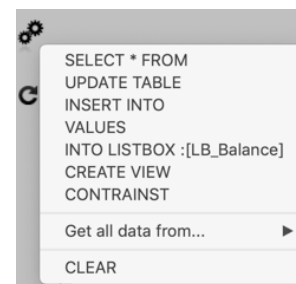 SELECT * FROM
UPDATE TABLE
INSERT INTO
VALUES
INTO LISTBOX :[LB_Balance]
CREATE VIEW
CONTRAINST
Get all data from...
CLEAR